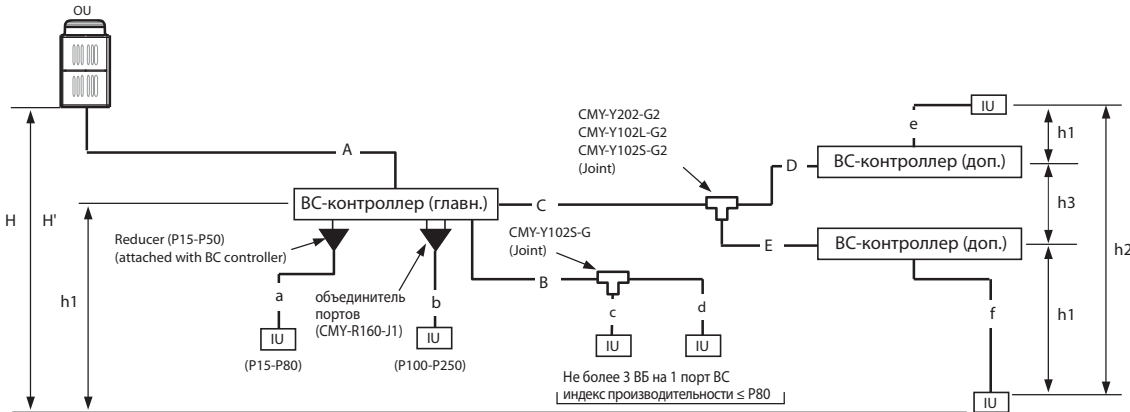 OU
A
H
H'
h1
BC-контроллер (главн.)
C
Reducer (P15-P50)
(attached with BC controller)
a
IU
(P15-P80)
объединитель
портов
(CMY-R160-J1)
b
IU
(P100-P250)
B
CMY-Y102S-G
(Joint)
c
IU
d
IU
Не более 3 ВБ на 1 порт BC
индекс производительности ≤ P80
CMY-Y202-G2
CMY-Y102L-G2
CMY-Y102S-G2
(Joint)
D
E
e
IU
BC-контроллер (доп.)
BC-контроллер (доп.)
f
IU
h1
h3
h2
h1